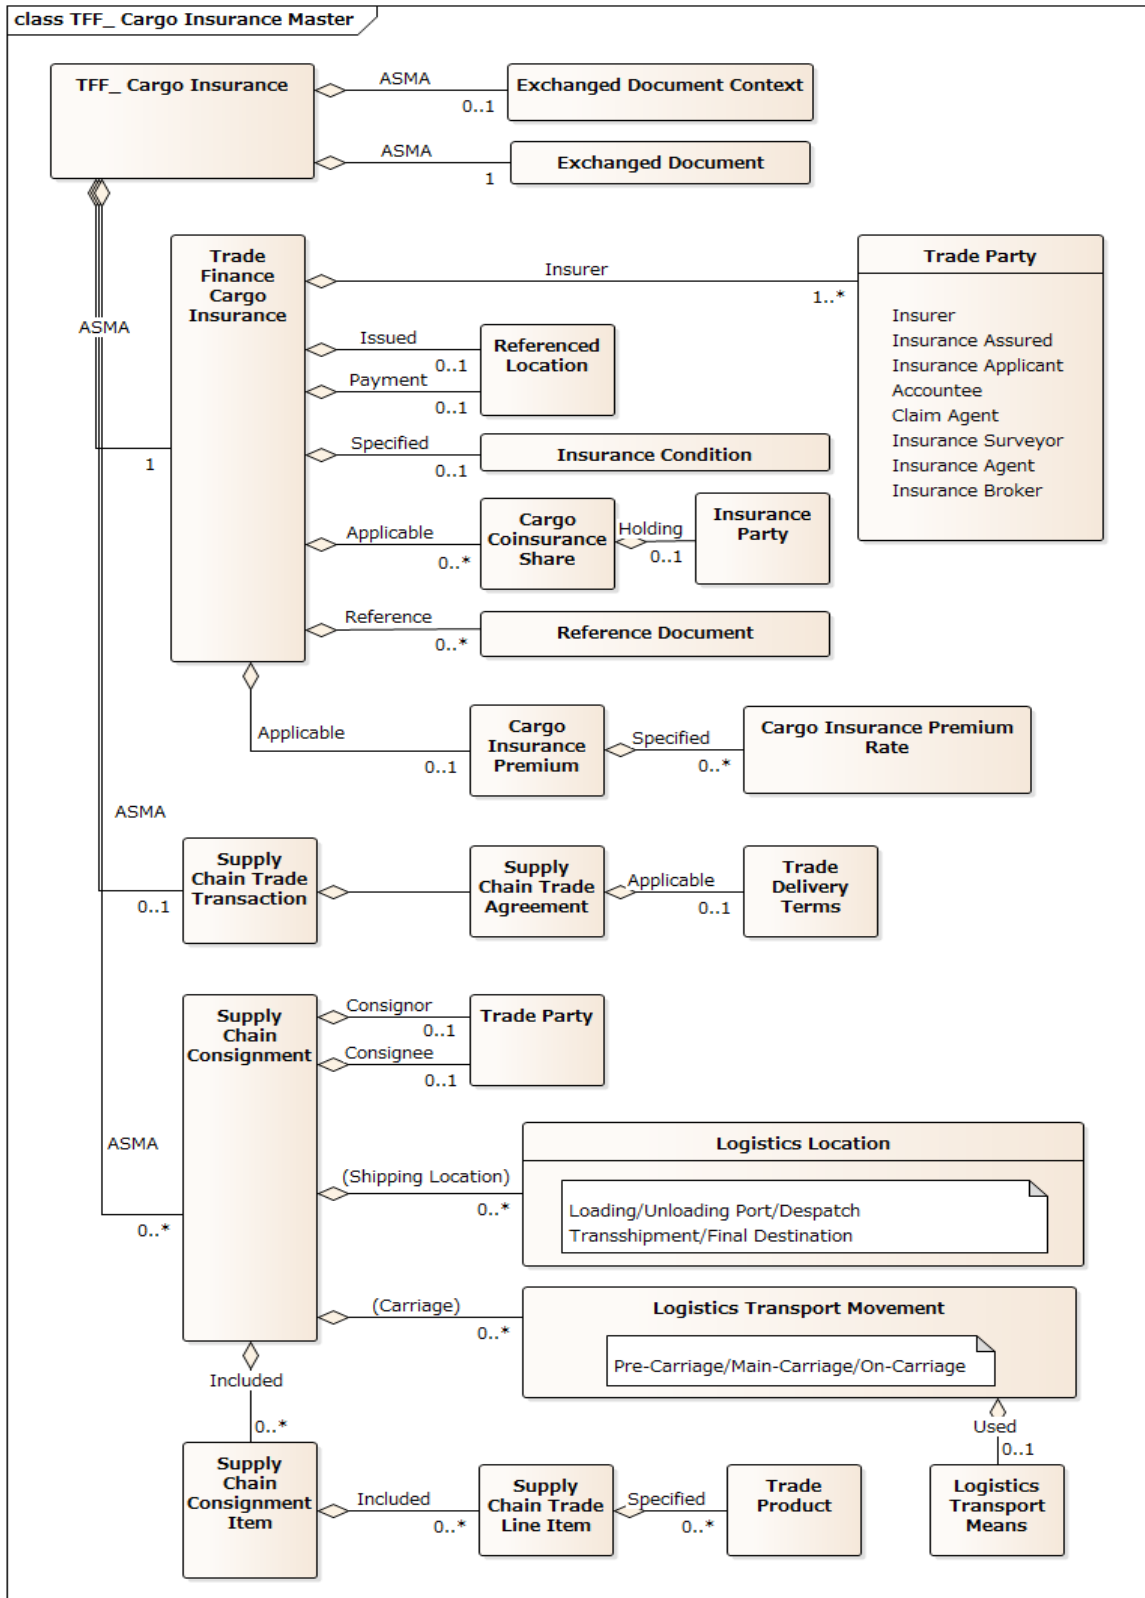 class TFF_ Cargo Insurance Master
TFF_ Cargo Insurance
ASMA
0..1
Exchanged Document Context
ASMA
1
Exchanged Document
ASMA
1
Trade
Finance
Cargo
Insurance
Insurer
1..*
Trade Party
Insurer
Insurance Assured
Insurance Applicant
Accountee
Claim Agent
Insurance Surveyor
Insurance Agent
Insurance Broker
Issued
0..1
Payment
0..1
Referenced
Location
Specified
0..1
Insurance Condition
Applicable
0..*
Cargo
Coinsurance
Share
Holding
0..1
Insurance
Party
Reference
0..*
Reference Document
Applicable
0..1
Cargo
Insurance
Premium
Specified
0..*
Cargo Insurance Premium
Rate
ASMA
0..1
Supply
Chain Trade
Transaction
Supply
Chain Trade
Agreement
Applicable
0..1
Trade
Delivery
Terms
ASMA
0..*
Supply
Chain
Consignment
Consignor
0..1
Consignee
0..1
Trade Party
(Shipping Location)
0..*
Logistics Location
Loading/Unloading Port/Despatch
Transshipment/Final Destination
(Carriage)
0..*
Logistics Transport Movement
Pre-Carriage/Main-Carriage/On-Carriage
Included
0..*
Used
0..1
Supply
Chain
Consignment
Item
Included
0..*
Supply
Chain Trade
Line Item
Specified
0..*
Trade
Product
Logistics
Transport
Means